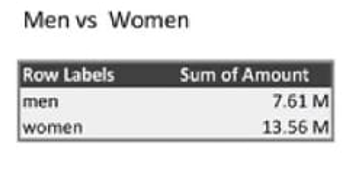 Men vs Women
Row Labels Sum of Amount
men 7.61 M
women 13.56 M